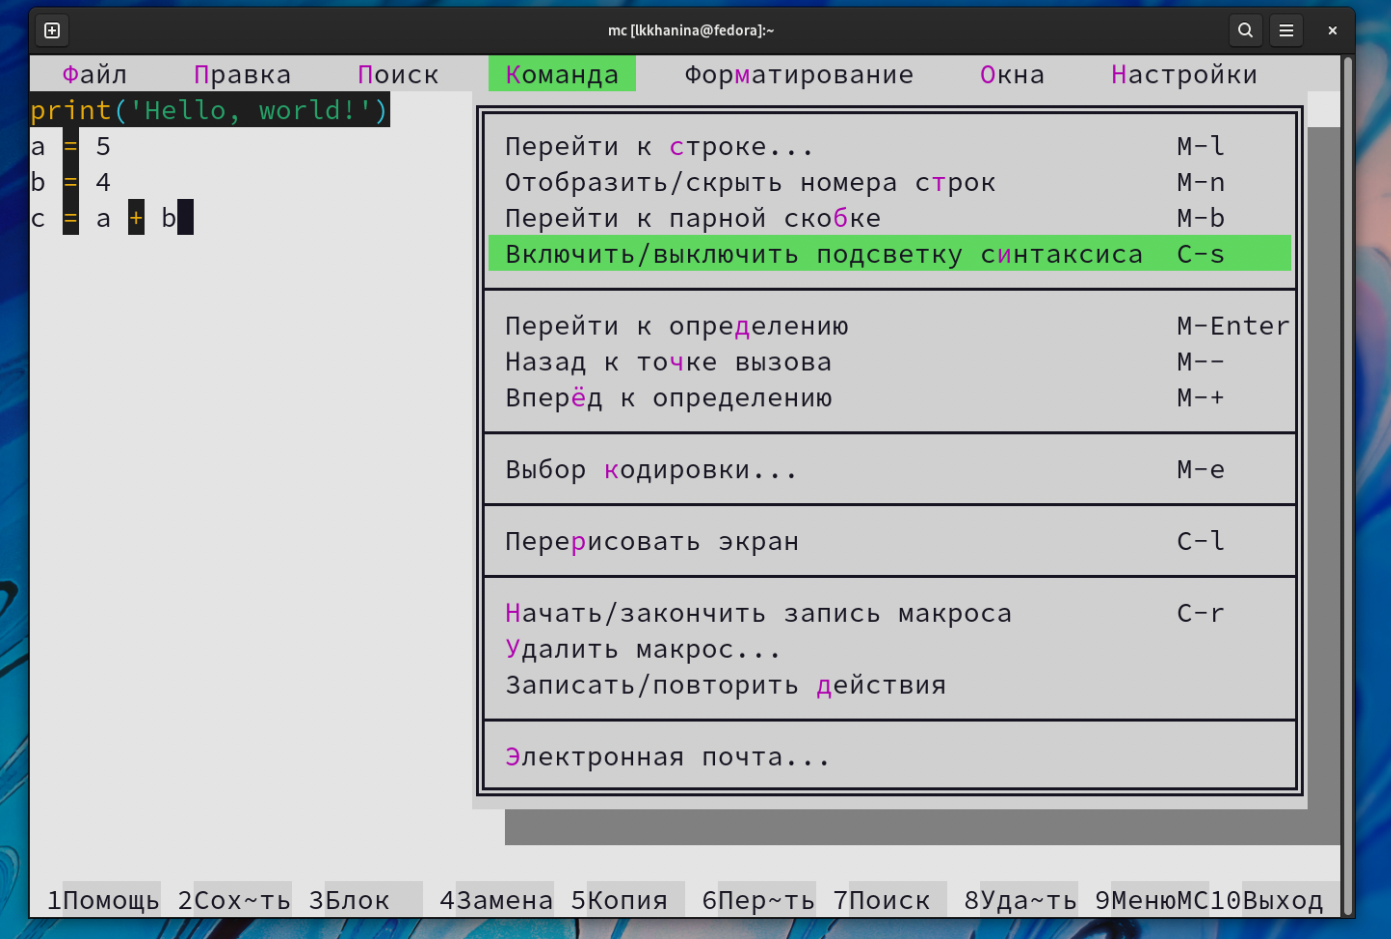 mc [lkkhanina@fedora]:~
Файл Правка Поиск Команда Форматирование Окна Настройки
print('Hello, world!')
a = 5
b = 4
c = a + b
Перейти к строке... M-l
Отобразить/скрыть номера строк M-n
Перейти к парной скобке M-b
Включить/выключить подсветку синтаксиса C-s
Перейти к определению M-Enter
Назад к точке вызова M--
Вперёд к определению M-+
Выбор кодировки... M-e
Перерисовать экран C-l
Начать/закончить запись макроса C-r
Удалить макрос...
Записать/повторить действия
Электронная почта...
1Помощь 2Сох~ть 3Блок 4Замена 5Копия 6Пер~ть 7Поиск 8Уда~ть 9МенюMC10Выход